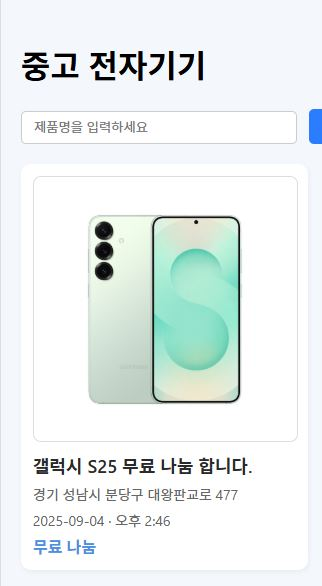 중고 전자기기
제품명을 입력하세요
갤럭시 S25 무료 나눔 합니다.
경기 성남시 분당구 대왕판교로 477
2025-09-04 · 오후 2:46
무료 나눔